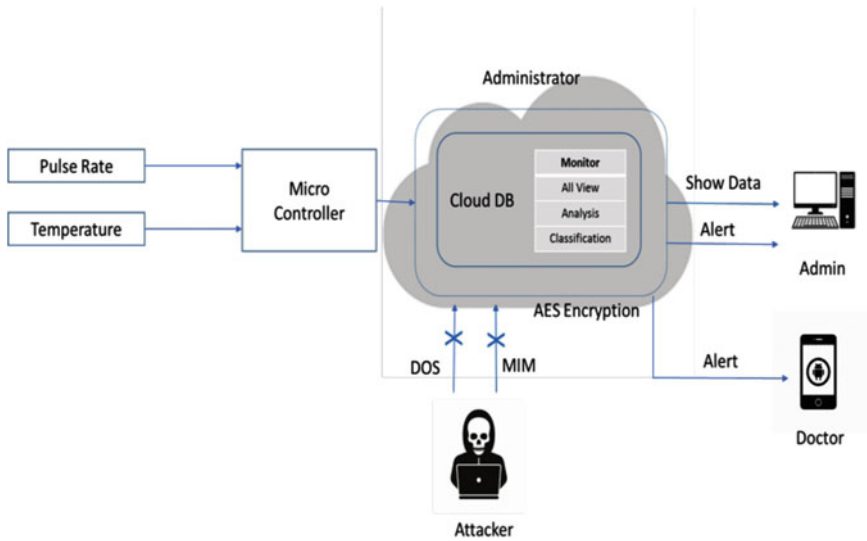 Administrator
Pulse Rate
Temperature
Micro
Controller
Cloud DB
Monitor
All View
Analysis
Classification
Show Data
Alert
Admin
AES Encryption
DOS
MIM
Alert
Doctor
Attacker